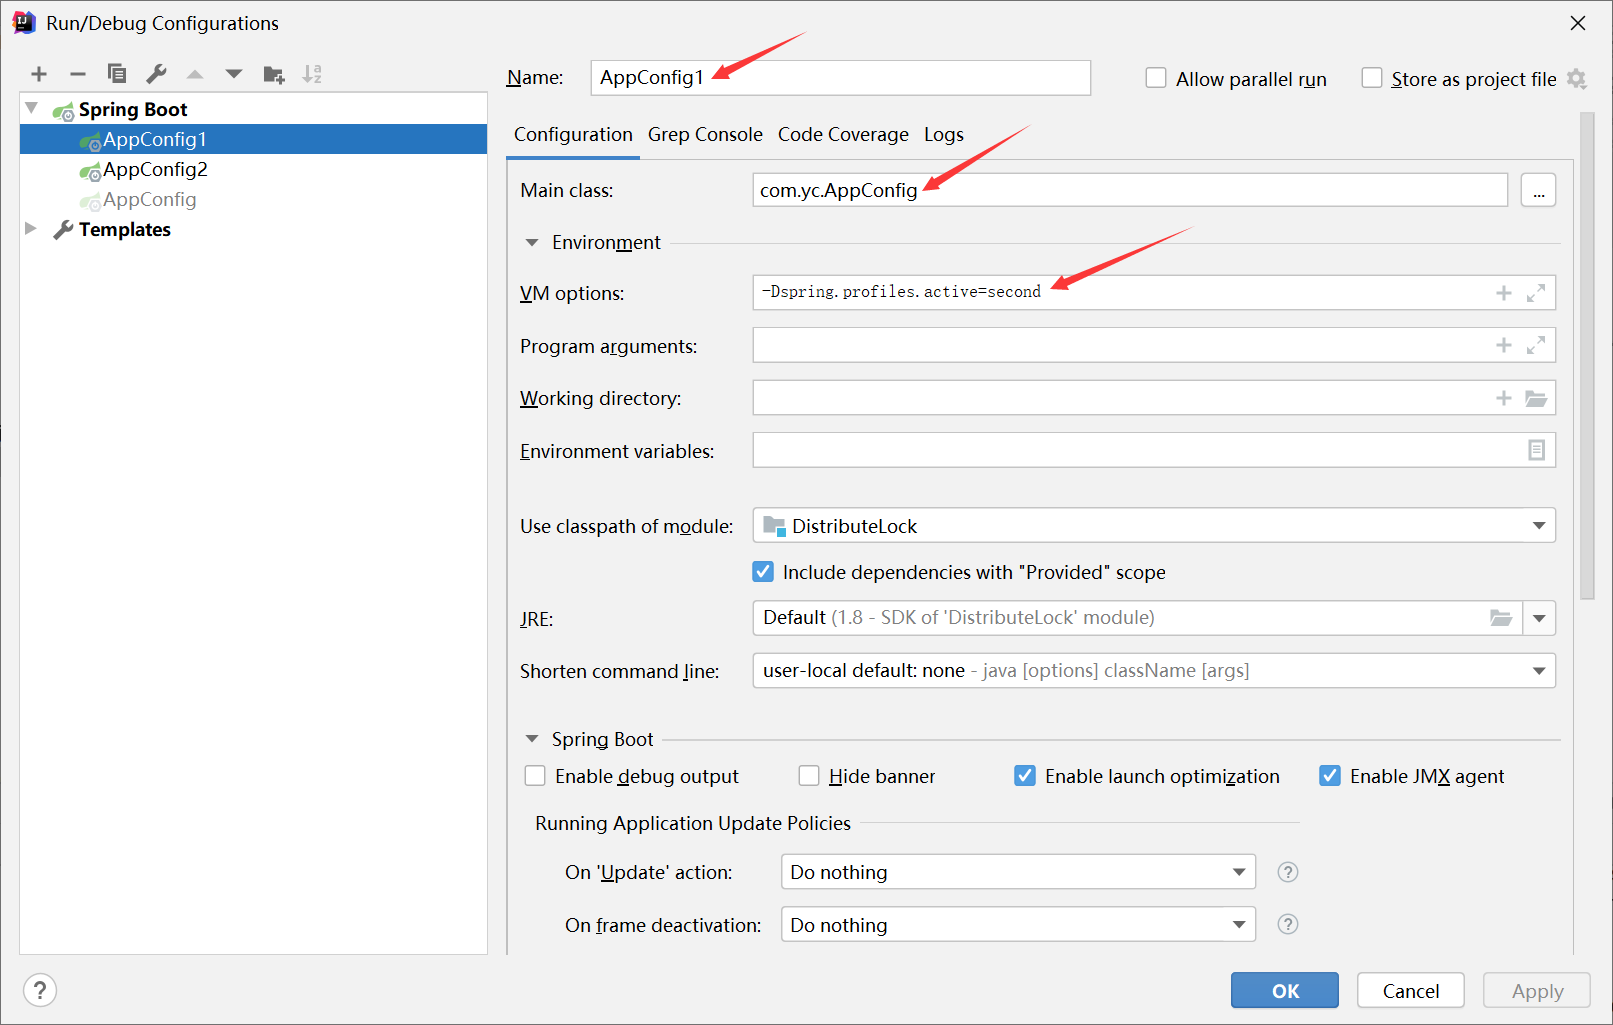 Run/Debug Configurations
Name: AppConfig1 Allow parallel run Store as project file
Spring Boot
AppConfig1
AppConfig2
AppConfig
Templates
Configuration Grep Console Code Coverage Logs
Main class: com.yc.AppConfig ...
Environment
VM options: -Dspring.profiles.active=second
Program arguments:
Working directory:
Environment variables:
Use classpath of module: DistributeLock
Include dependencies with "Provided" scope
JRE: Default (1.8 - SDK of 'DistributeLock' module)
Shorten command line: user-local default: none - java [options] className [args]
Spring Boot
Enable debug output Hide banner Enable launch optimization Enable JMX agent
Running Application Update Policies
On 'Update' action: Do nothing ?
On frame deactivation: Do nothing ?
? OK Cancel Apply